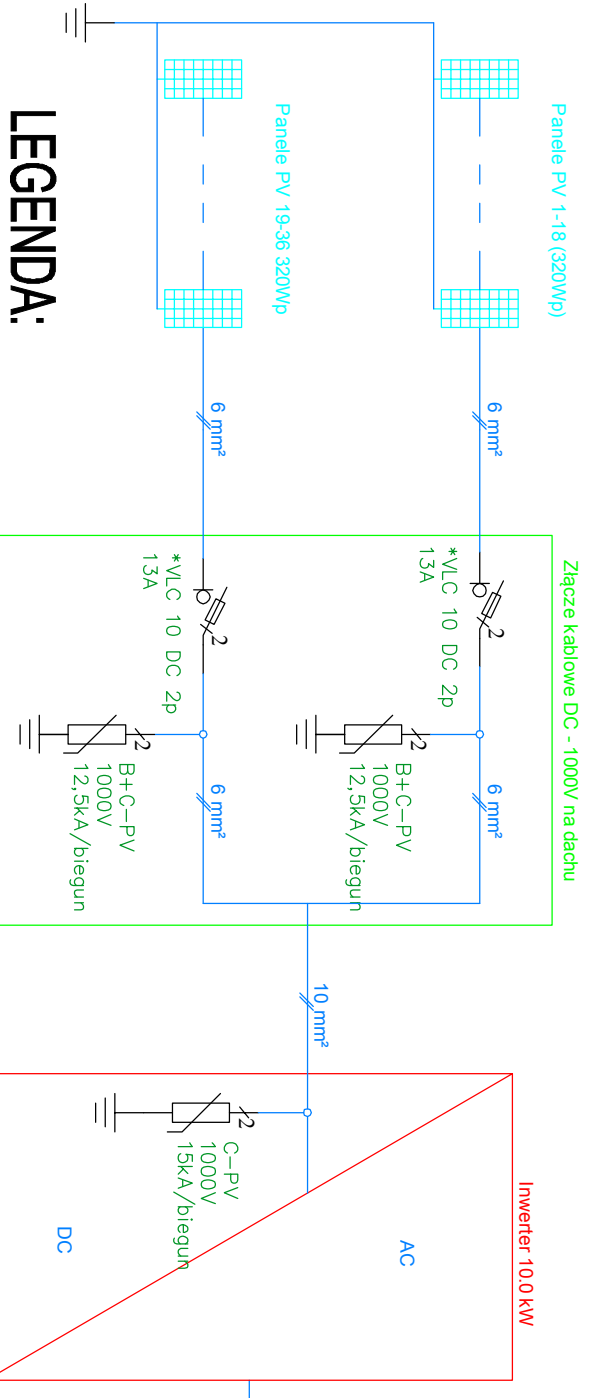 Panele PV 1-18 (320Wp)
Panele PV 19-36 320Wp
LEGENDA:
Złącze kablowe DC - 1000V na dachu
6 mm²
*VLC 10 DC 2p
13A
2
2
B+C-PV
1000V
12,5kA/biegun
6 mm²
6 mm²
*VLC 10 DC 2p
13A
2
2
B+C-PV
1000V
12,5kA/biegun
6 mm²
10 mm²
Inwerter 10.0 kW
2
C-PV
1000V
15kA/biegun
AC
DC